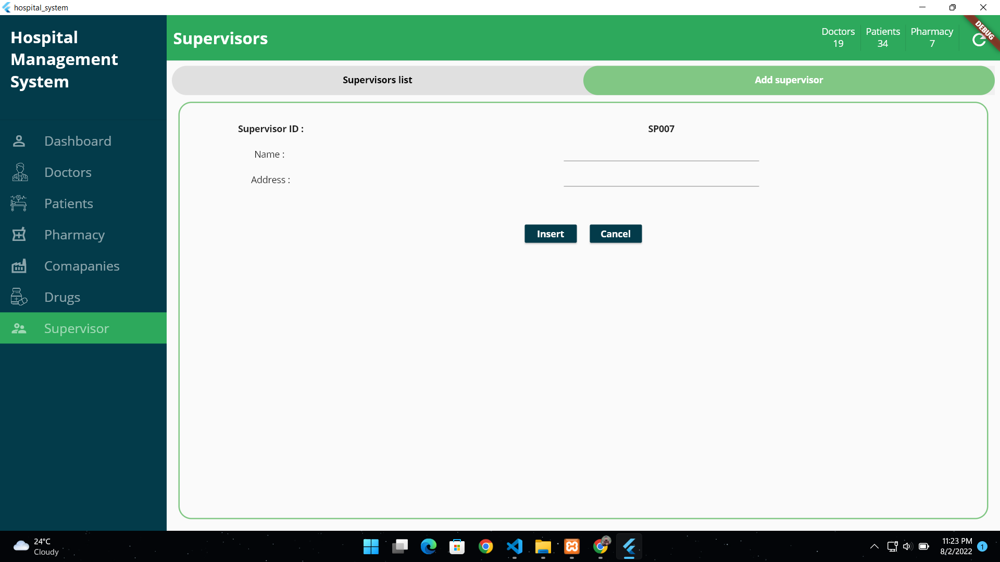 hospital_system
Hospital
Management
System
Dashboard
Doctors
Patients
Pharmacy
Comapanies
Drugs
Supervisor
Supervisors
Doctors
19
Patients
34
Pharmacy
7
DEBUG
Supervisors list
Add supervisor
Supervisor ID :
SP007
Name :
Address :
Insert
Cancel
24°C
Cloudy
11:23 PM
8/2/2022
1